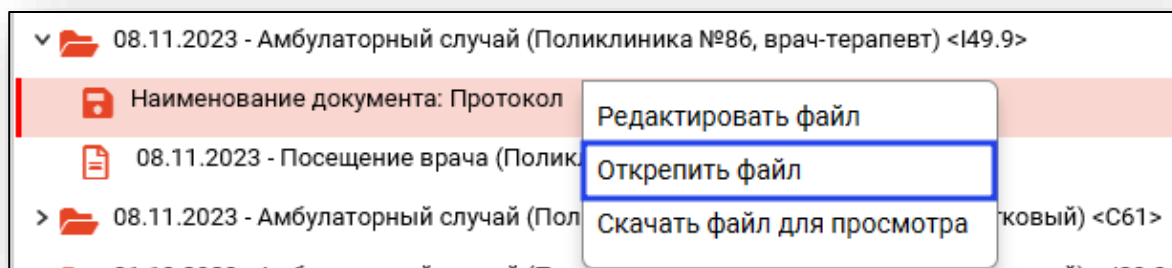 08.11.2023 - Амбулаторный случай (Поликлиника №86, врач-терапевт) <I49.9>
Наименование документа: Протокол
Редактировать файл
08.11.2023 - Посещение врача (Полик
Открепить файл
08.11.2023 - Амбулаторный случай (Пол
ковый) <C61>
Скачать файл для просмотра